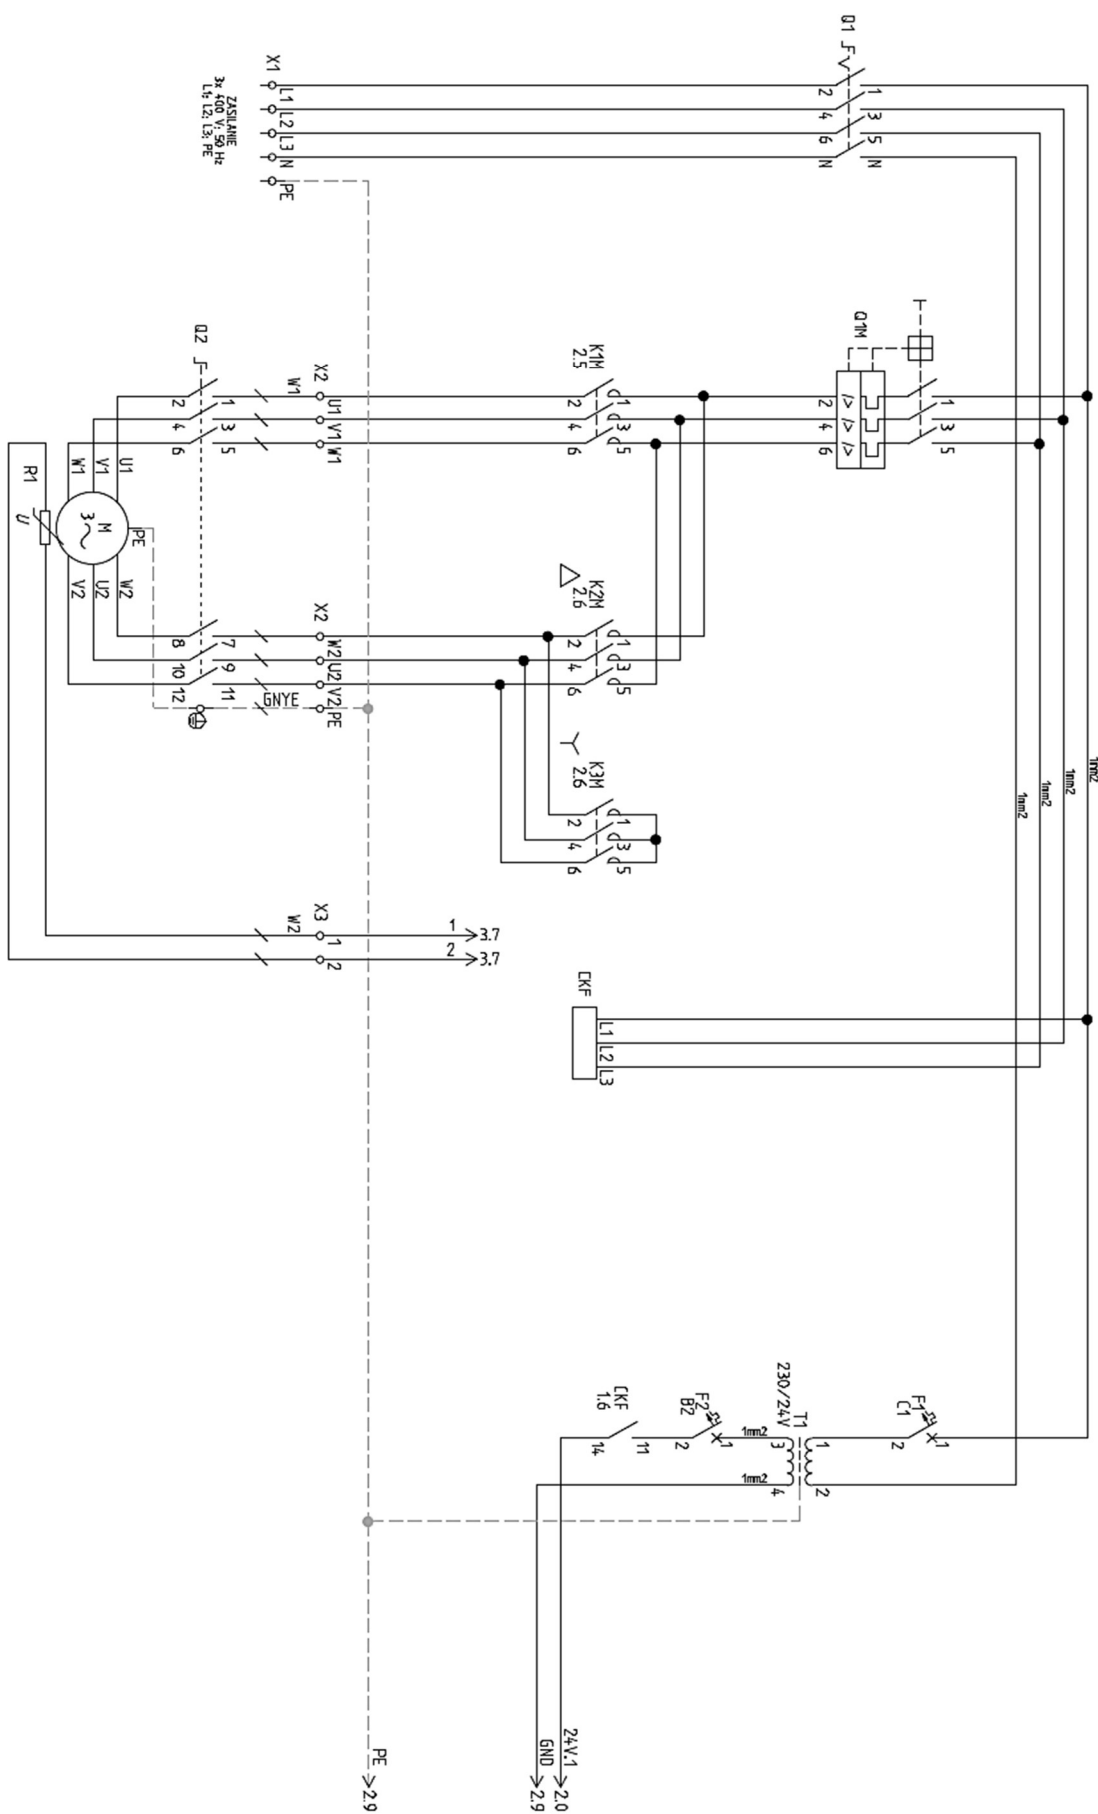 Q1
X1
L1
L2
L3
N
PE
ZASILANIE
3x 400 V; 50 Hz
L1; L2; L3; PE
2
4
6
N
1
3
5
N
Q1M
2
4
6
I>
I>
I>
1
3
5
Q2
2
4
6
1
3
5
W1
X2
U1
V1
W1
K1M
2.5
2
4
6
1
3
5
R1
U
W1
V1
U1
M
3
PE
V2
U2
W2
8
10
12
7
9
11
GNYE
X2
W2
U2
V2
PE
K2M
2.6
2
4
6
1
3
5
K3M
2.6
2
4
6
1
3
5
1mm2
1mm2
1mm2
1mm2
W2
X3
1
2
1
3.7
2
3.7
CKF
L1
L2
L3
F1
C1
1
2
T1
230/24V
1
2
3
4
1mm2
1mm2
F2
B2
1
2
CKF
1.6
11
14
24V.1
2.0
GND
2.9
PE
2.9